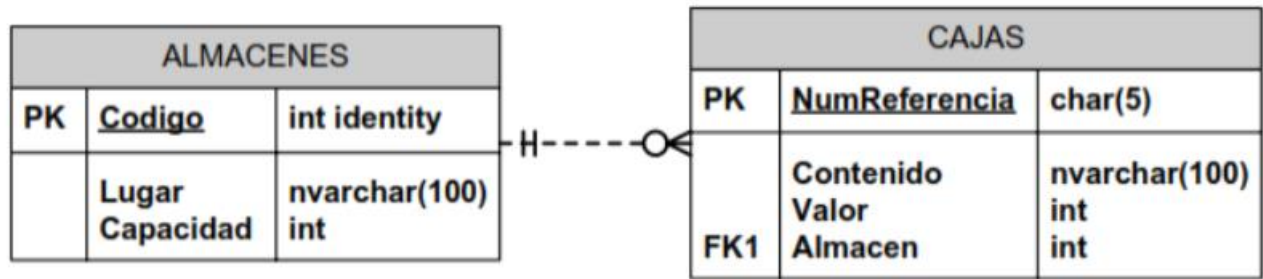 ALMACENES
PK Codigo int identity
Lugar nvarchar(100)
Capacidad int
CAJAS
PK NumReferencia char(5)
Contenido nvarchar(100)
Valor int
FK1 Almacen int